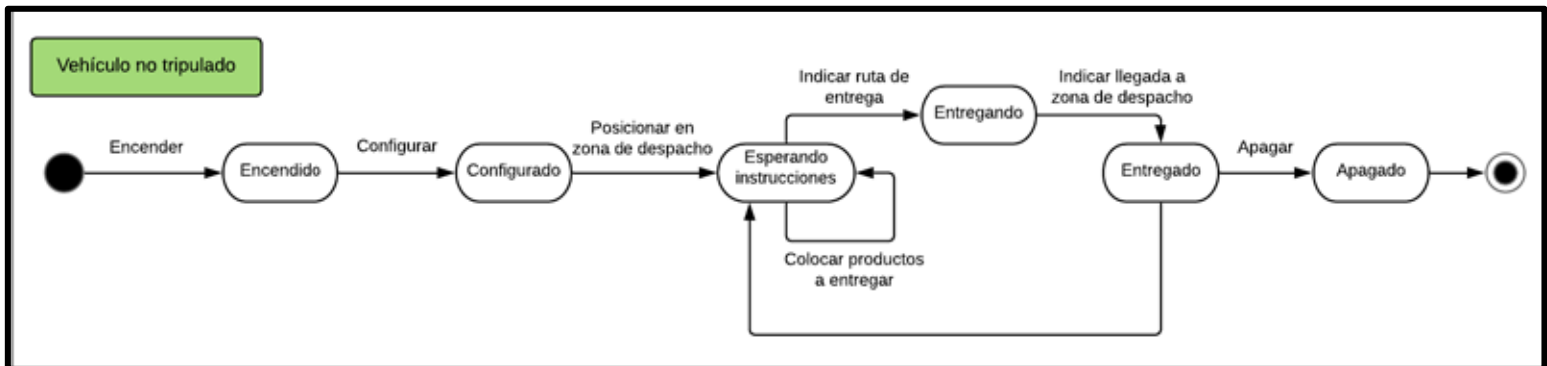 Vehículo no tripulado
Encender
Encendido
Configurar
Configurado
Posicionar en
zona de despacho
Esperando
instrucciones
Colocar productos
a entregar
Indicar ruta de
entrega
Entregando
Indicar llegada a
zona de despacho
Entregado
Apagar
Apagado